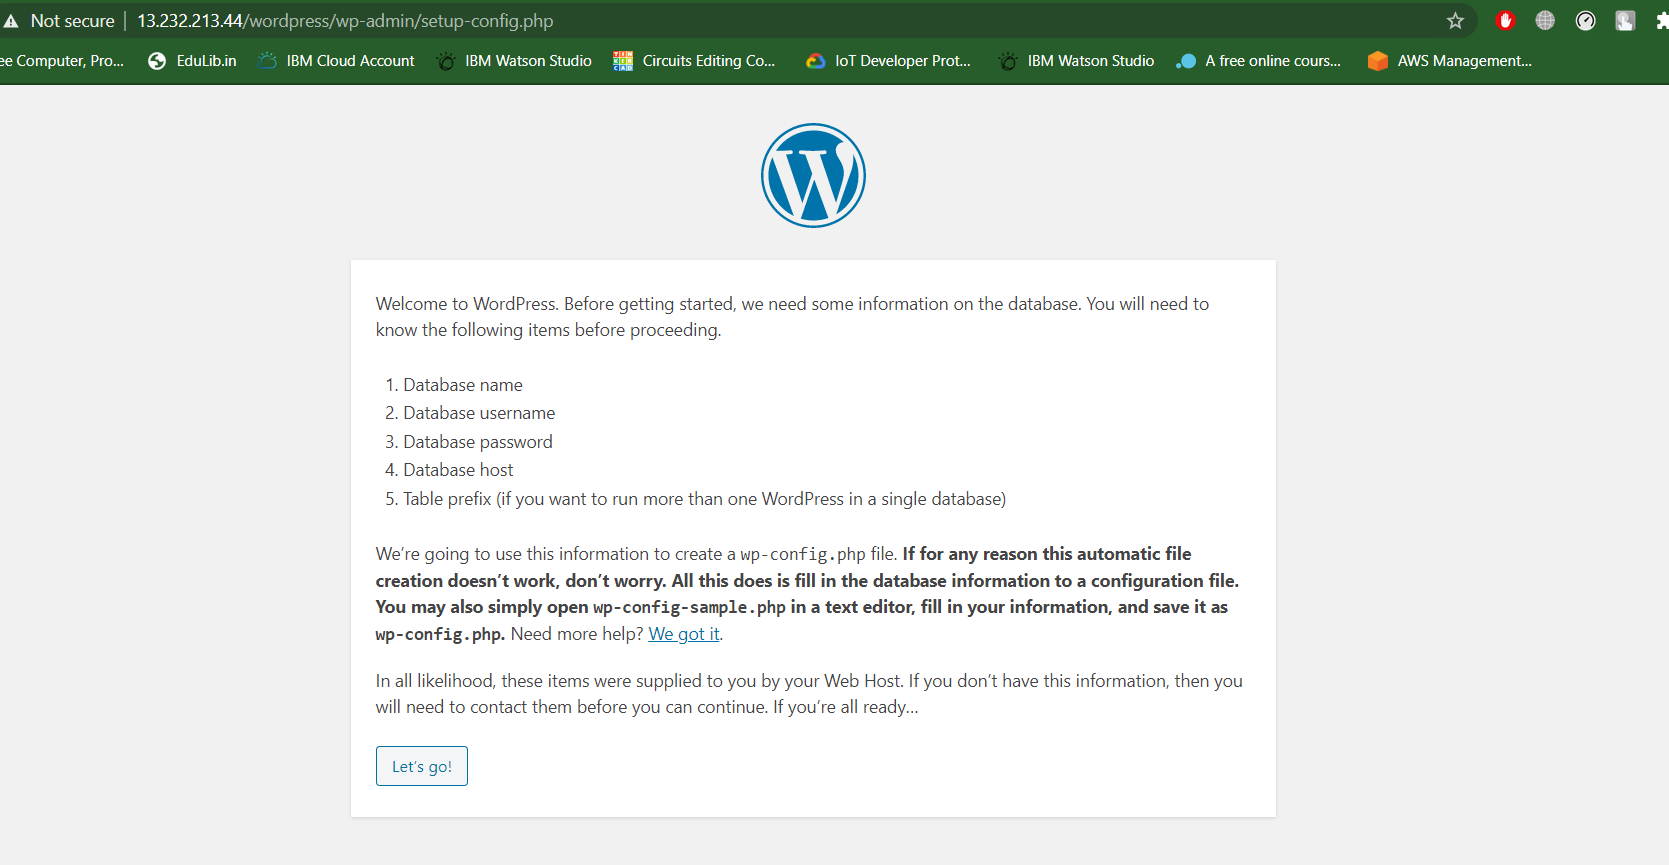 Not secure | 13.232.213.44/wordpress/wp-admin/setup-config.php
ee Computer, Pro... EduLib.in IBM Cloud Account IBM Watson Studio Circuits Editing Co... IoT Developer Prot... IBM Watson Studio A free online cours... AWS Management...
W
Welcome to WordPress. Before getting started, we need some information on the database. You will need to
know the following items before proceeding.
1. Database name
2. Database username
3. Database password
4. Database host
5. Table prefix (if you want to run more than one WordPress in a single database)
We’re going to use this information to create a wp-config.php file. If for any reason this automatic file
creation doesn’t work, don’t worry. All this does is fill in the database information to a configuration file.
You may also simply open wp-config-sample.php in a text editor, fill in your information, and save it as
wp-config.php. Need more help? We got it.
In all likelihood, these items were supplied to you by your Web Host. If you don’t have this information, then you
will need to contact them before you can continue. If you’re all ready…
Let’s go!